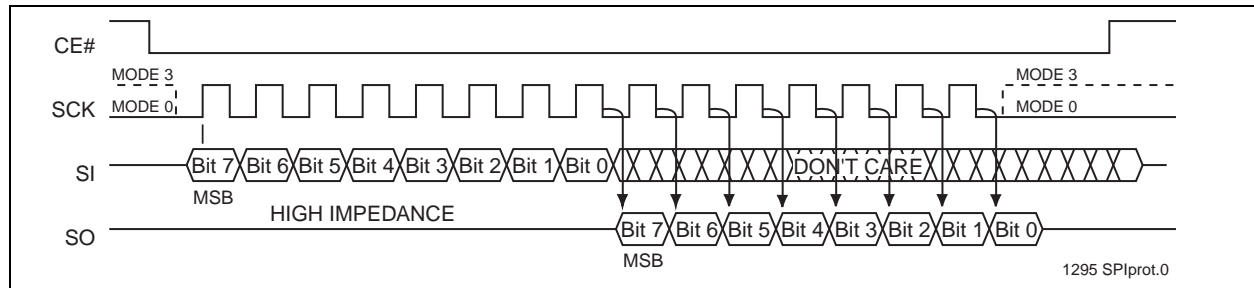 CE#
MODE 3
MODE 3
SCK
MODE 0
MODE 0
SI
Bit 7 Bit 6 Bit 5 Bit 4 Bit 3 Bit 2 Bit 1 Bit 0
DON'T CARE
MSB
HIGH IMPEDANCE
SO
Bit 7 Bit 6 Bit 5 Bit 4 Bit 3 Bit 2 Bit 1 Bit 0
MSB
1295 SPIprot.0